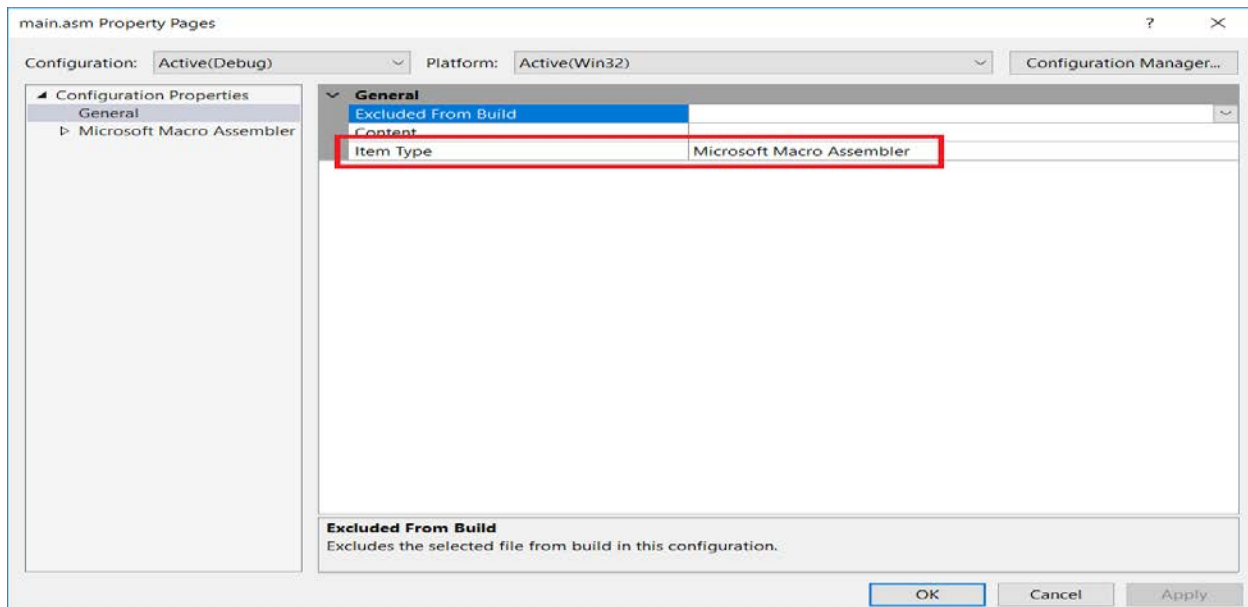 main.asm Property Pages ? ×
Configuration: Active(Debug) Platform: Active(Win32) Configuration Manager...
Configuration Properties
General
Microsoft Macro Assembler
General
Excluded From Build
Content
Item Type Microsoft Macro Assembler
Excluded From Build
Excludes the selected file from build in this configuration.
OK Cancel Apply